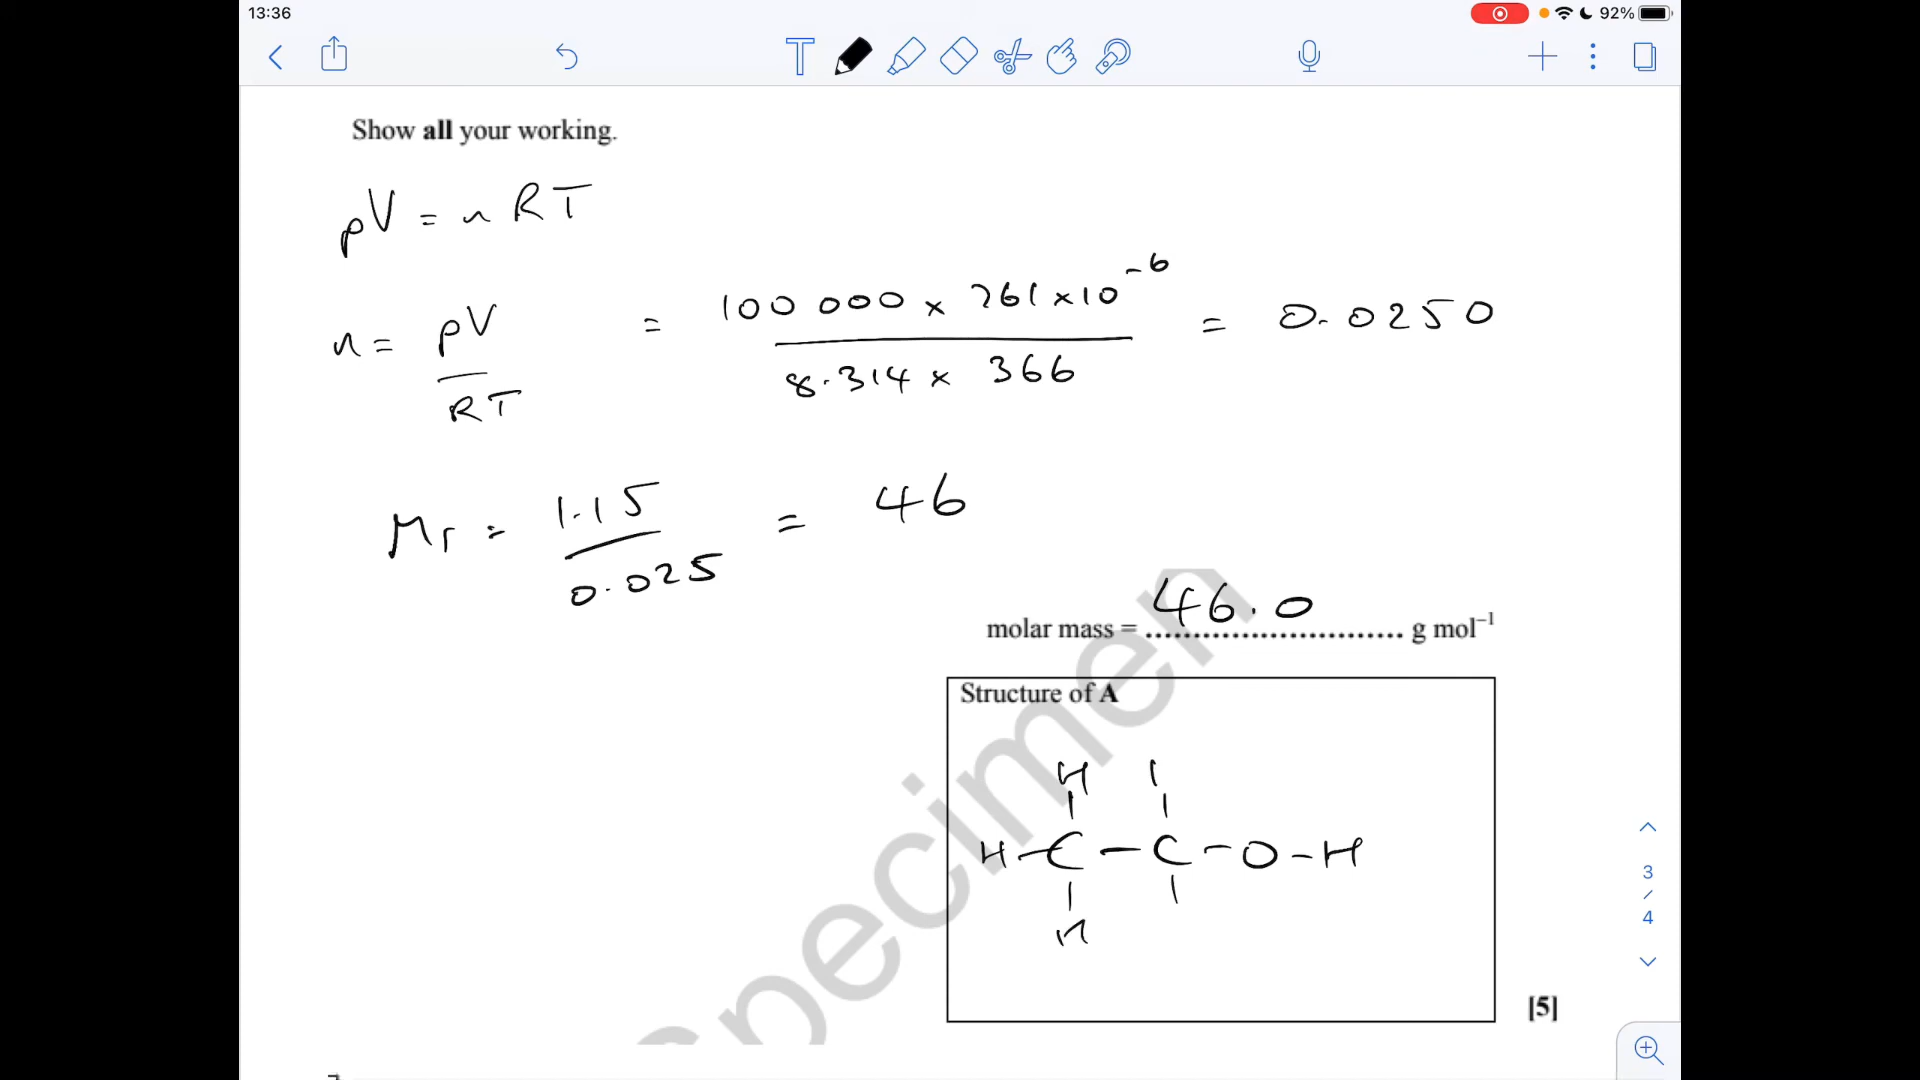 13:36
92%
Show all your working.
pV = nRT
n = pV / RT = 100 000 × 761×10⁻⁶ / 8.314 × 366 = 0.0250
Mr = 1.15 / 0.025 = 46
46.0
molar mass = .............................. g mol⁻¹
Structure of A
H
H-C-C-O-H
H
[5]
3
/
4
specimen